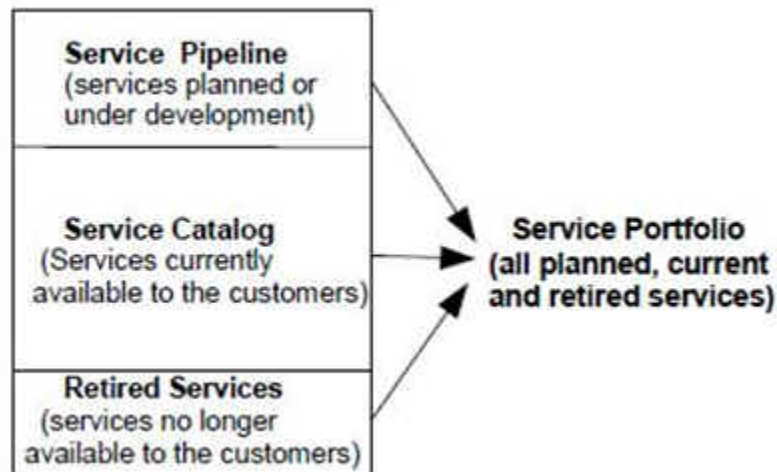 Service Pipeline
(services planned or
under development)
Service Catalog
(Services currently
available to the customers)
Retired Services
(services no longer
available to the customers)
Service Portfolio
(all planned, current
and retired services)